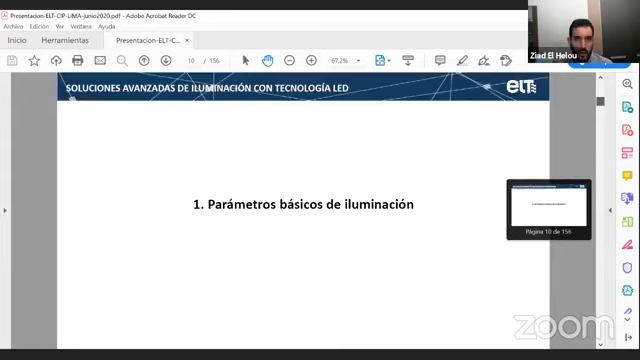 Presentacion-ELT-CIP-LIMA-junio2020.pdf - Adobe Acrobat Reader DC
Archivo Edición Ver Ventana Ayuda
Inicio Herramientas Presentacion-ELT-C... ×
10 / 156 67,2%
Ziad El Helou
SOLUCIONES AVANZADAS DE ILUMINACIÓN CON TECNOLOGÍA LED
ELT
1. Parámetros básicos de iluminación
Página 10 de 156
zoom